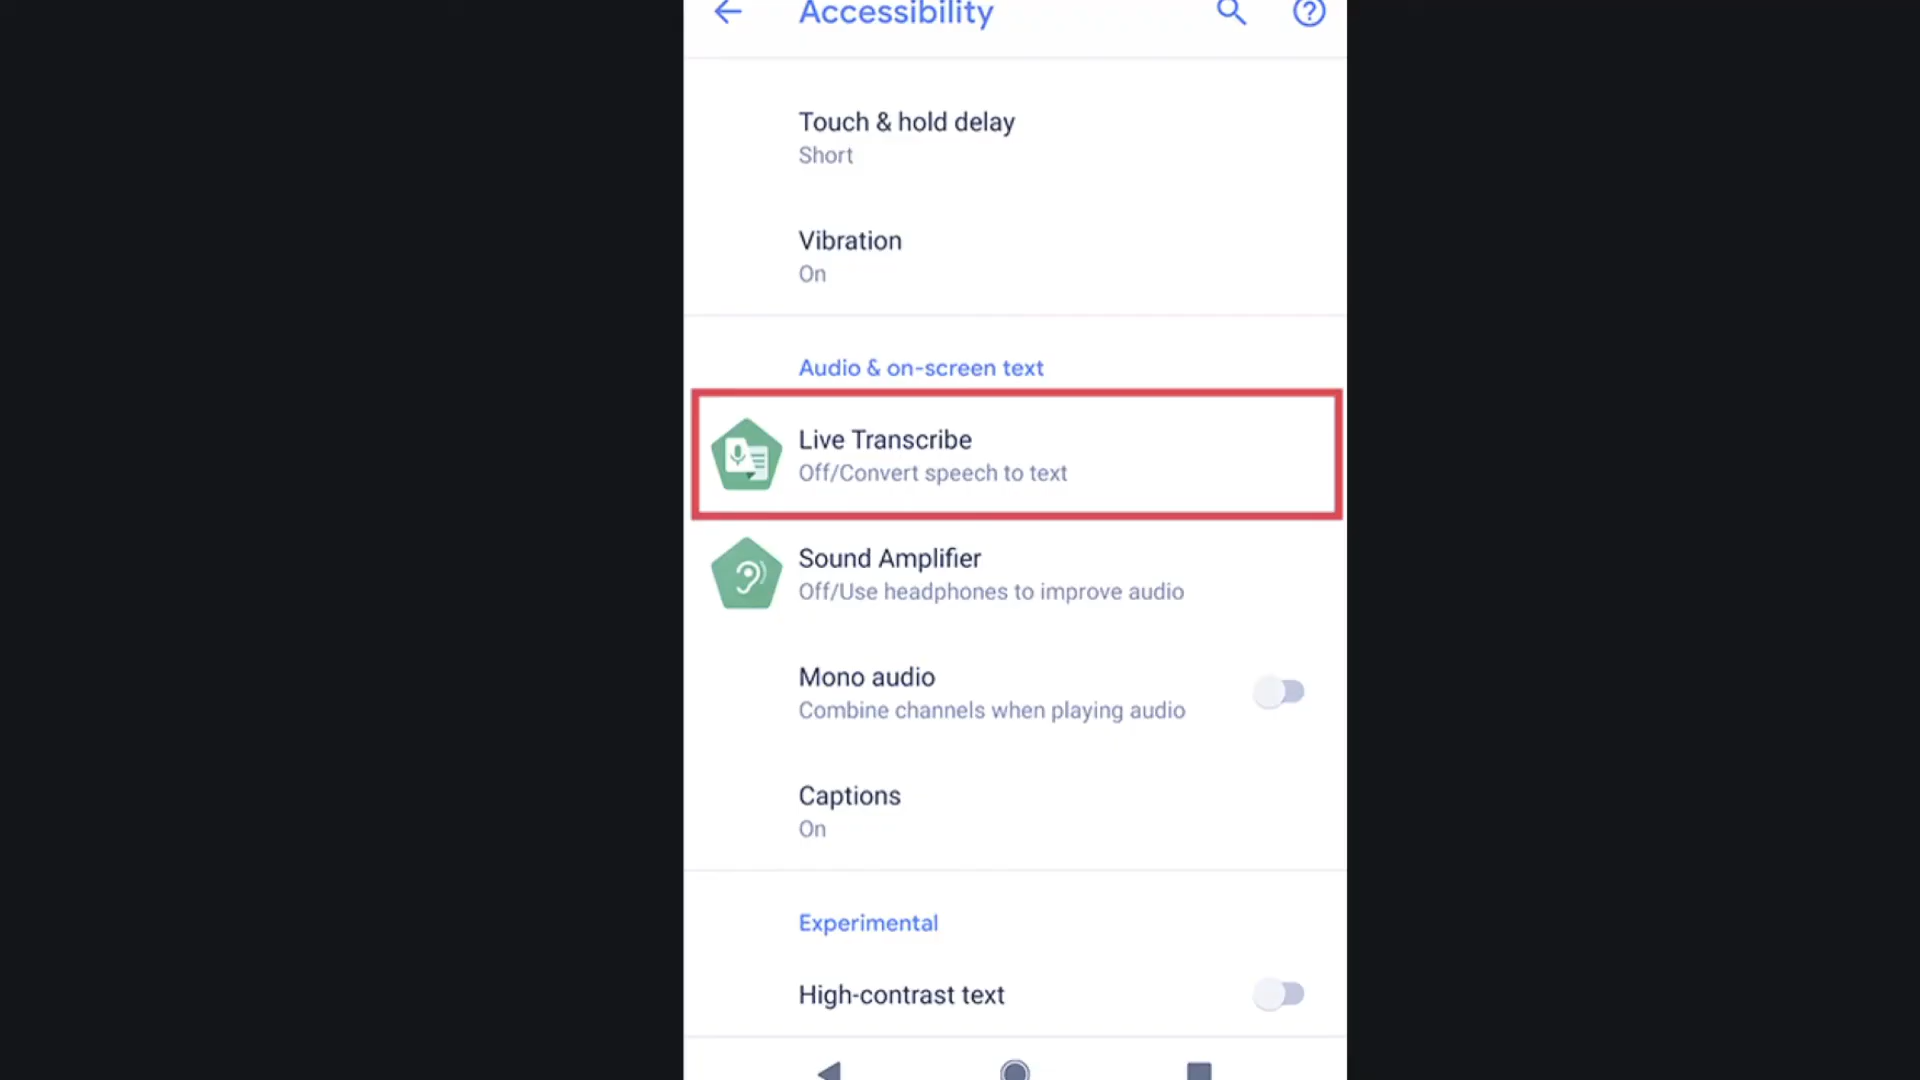 Accessibility
Touch & hold delay
Short
Vibration
On
Audio & on-screen text
Live Transcribe
Off/Convert speech to text
Sound Amplifier
Off/Use headphones to improve audio
Mono audio
Combine channels when playing audio
Captions
On
Experimental
High-contrast text